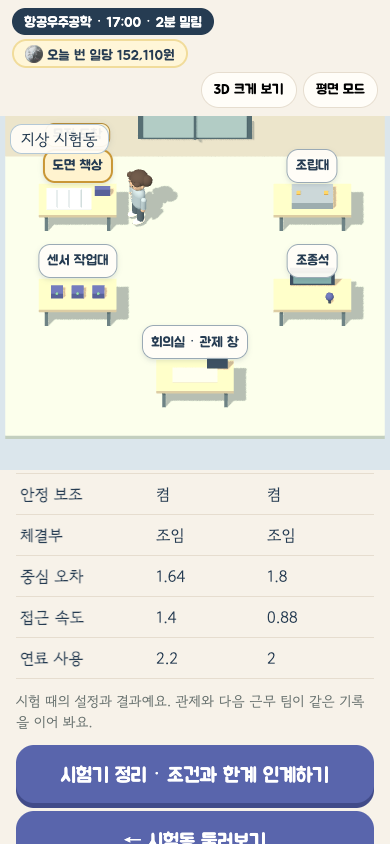 항공우주공학 · 17:00 · 2분 밀림
오늘 번 일당 152,110원
3D 크게 보기
평면 모드
지상 시험동
도면 책상
조립대
센서 작업대
조종석
회의실 · 관제 창
안정 보조 켬 켬
체결부 조임 조임
중심 오차 1.64 1.8
접근 속도 1.4 0.88
연료 사용 2.2 2
시험 때의 설정과 결과예요. 관제와 다음 근무 팀이 같은 기록
을 이어 봐요.
시험기 정리 · 조건과 한계 인계하기
← 시험동 둘러보기